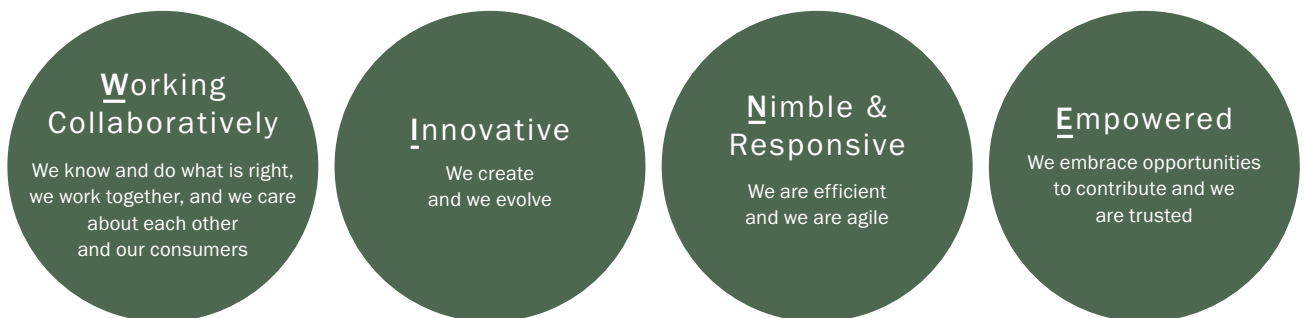 Working
Collaboratively
We know and do what is right,
we work together, and we care
about each other
and our consumers
Innovative
We create
and we evolve
Nimble &
Responsive
We are efficient
and we are agile
Empowered
We embrace opportunities
to contribute and we
are trusted